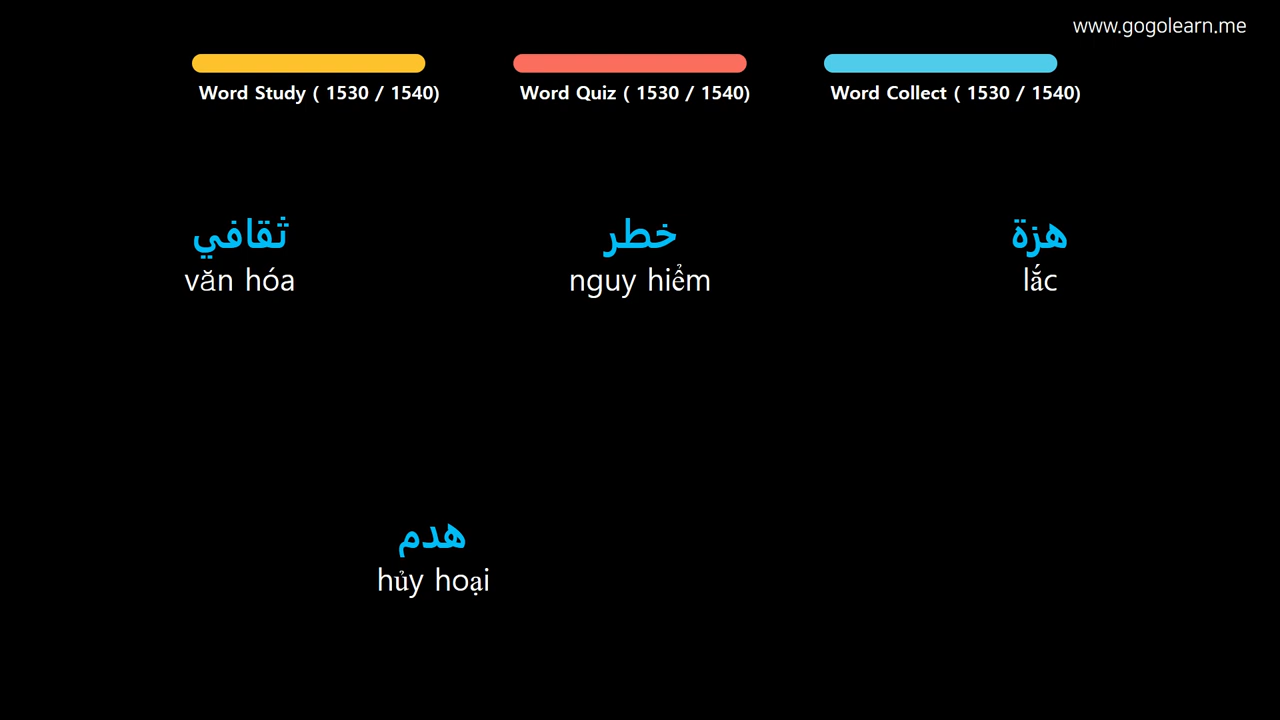 www.gogolearn.me
Word Study ( 1530 / 1540)
Word Quiz ( 1530 / 1540)
Word Collect ( 1530 / 1540)
ثقافي
văn hóa
خطر
nguy hiểm
هزة
lắc
هدم
hủy hoại